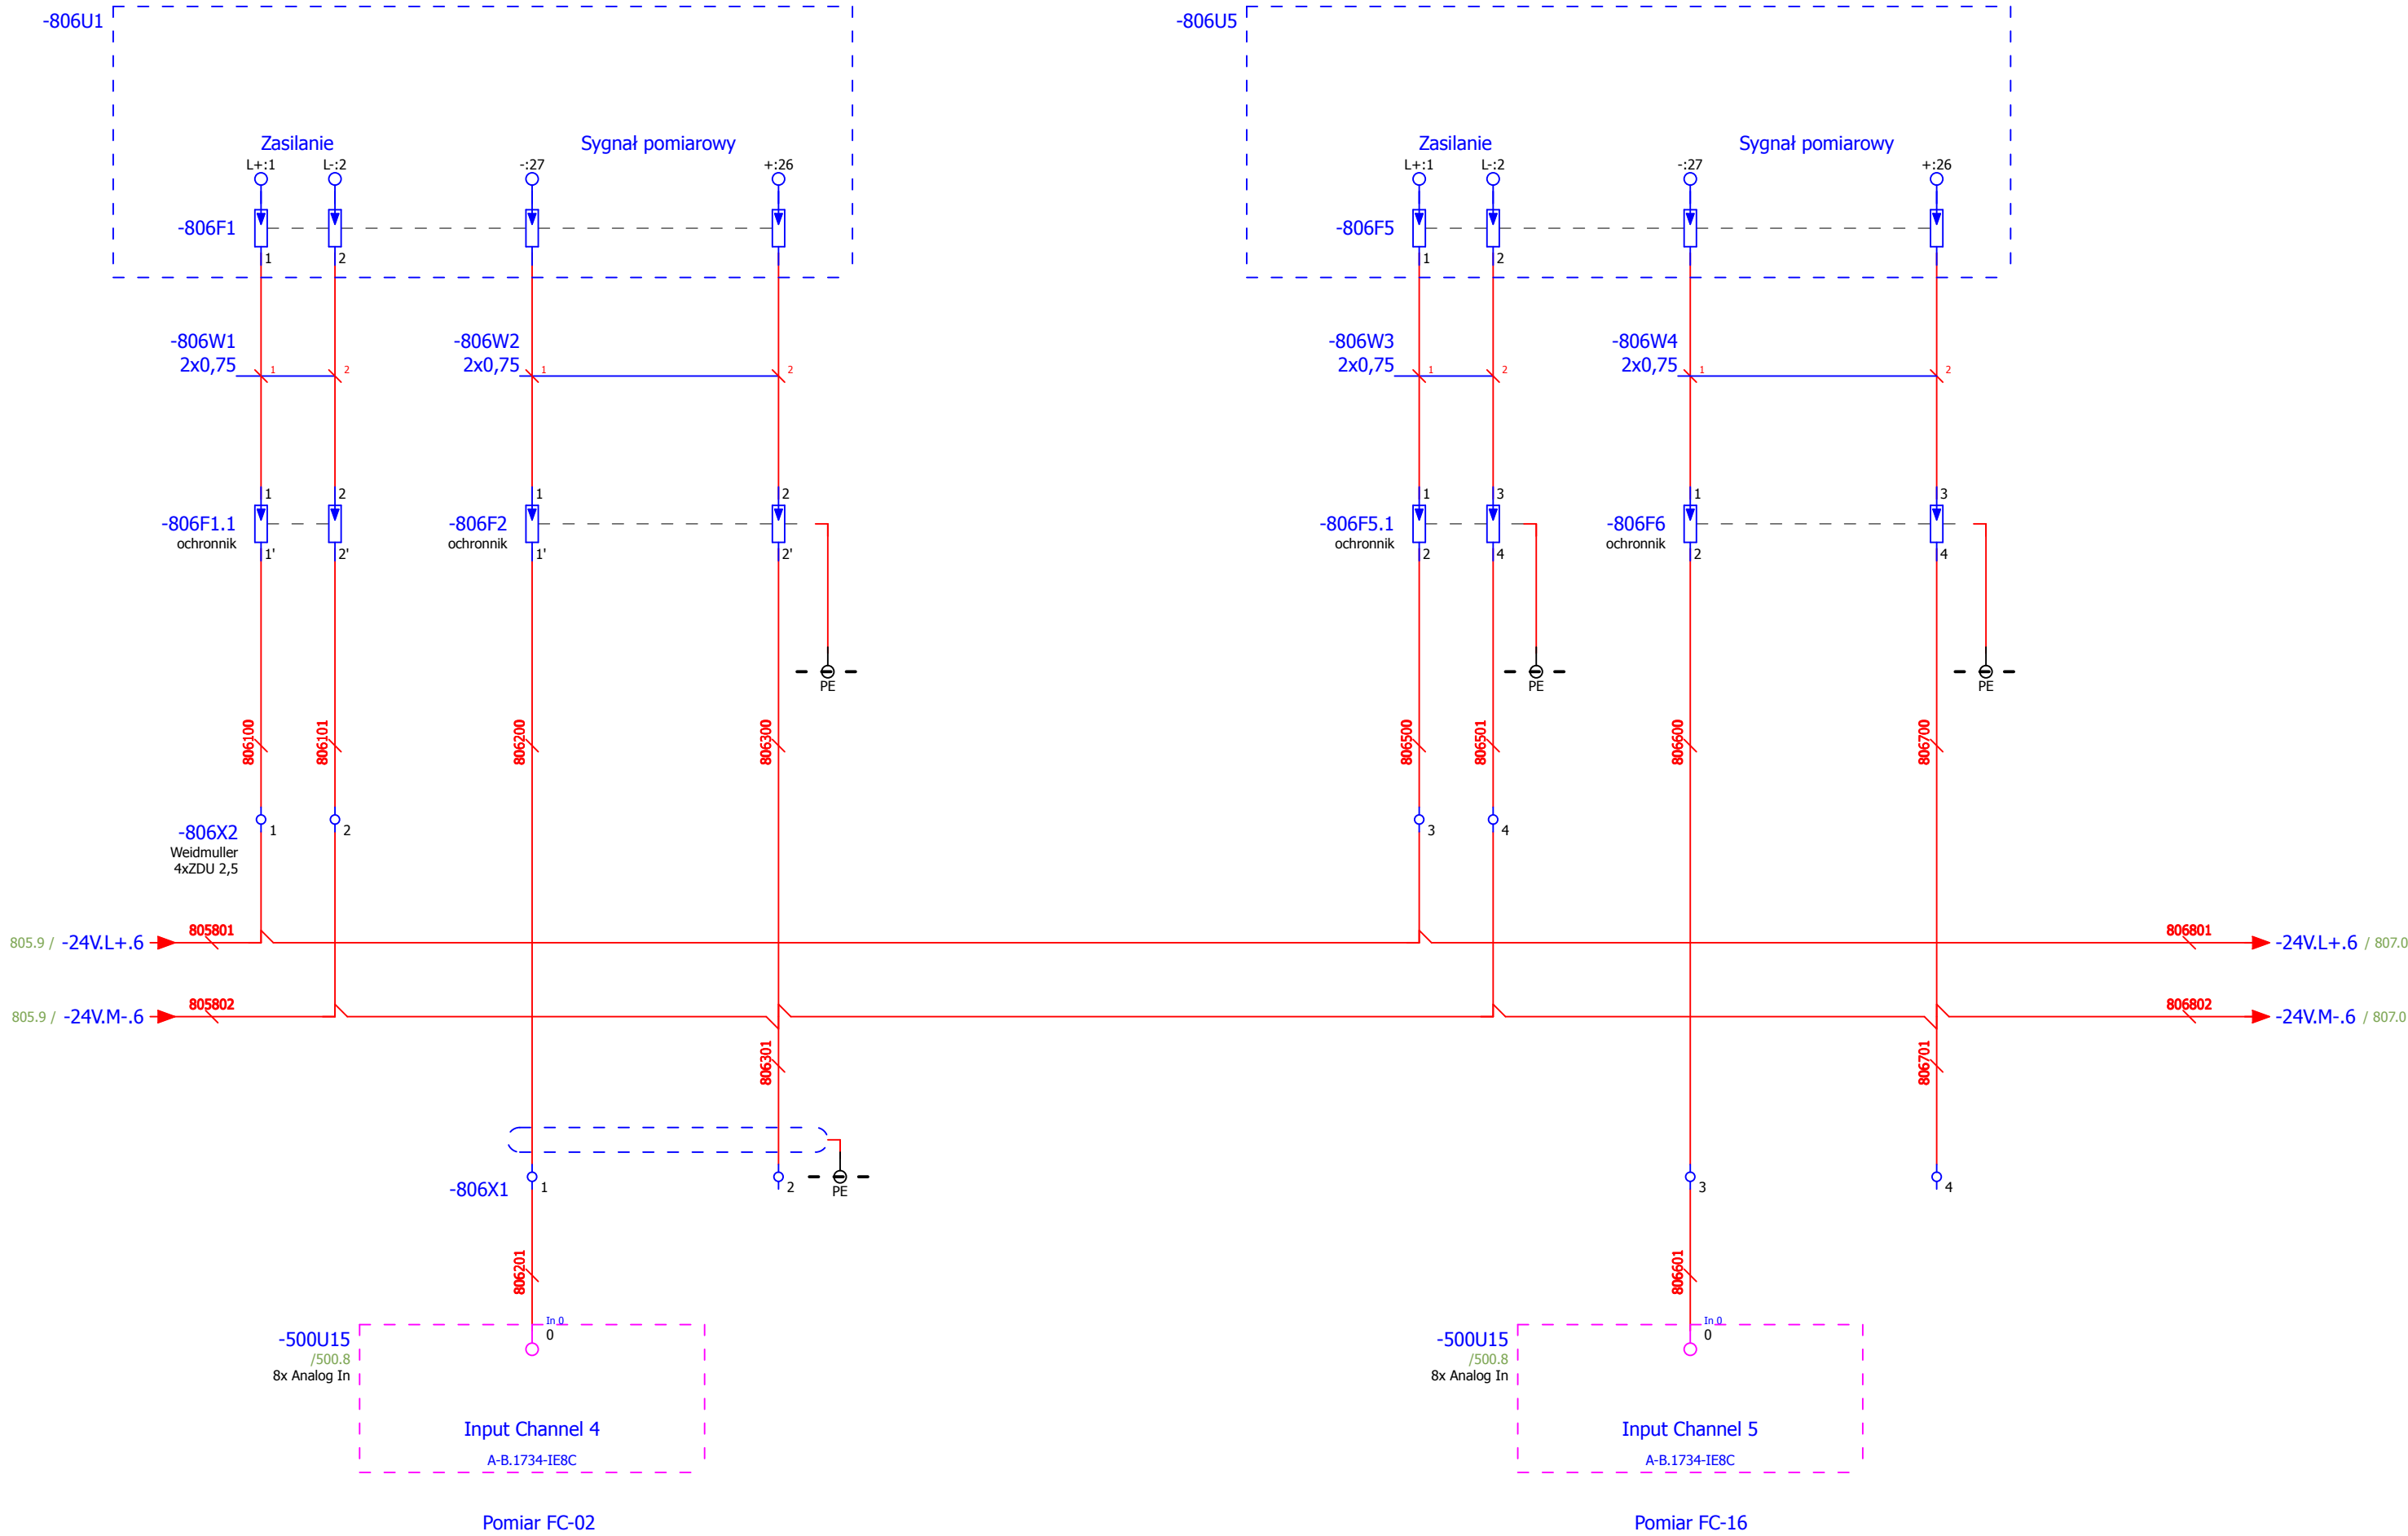 -806U1
-806U5
Zasilanie
Sygnał pomiarowy
Zasilanie
Sygnał pomiarowy
L+:1
L-:2
-:27
+:26
L+:1
L-:2
-:27
+:26
-806F1
-806F5
1
2
1
2
-806W1
2x0,75
1
2
-806W2
2x0,75
1
2
-806W3
2x0,75
1
2
-806W4
2x0,75
1
2
1
2
1
2
1
3
1
3
-806F1.1
ochronnik
-806F2
ochronnik
-806F5.1
ochronnik
-806F6
ochronnik
1'
2'
1'
2'
2
4
2
4
PE
PE
PE
806100
806101
806200
806300
806500
806501
806600
806700
-806X2
Weidmuller
4xZDU 2,5
1
2
3
4
805.9 / -24V.L+.6
805801
806801
-24V.L+.6 / 807.0
805.9 / -24V.M-.6
805802
806802
-24V.M-.6 / 807.0
806301
806701
-806X1
1
2
PE
3
4
806201
806601
-500U15
/500.8
8x Analog In
In 0
0
Input Channel 4
A-B.1734-IE8C
-500U15
/500.8
8x Analog In
In 0
0
Input Channel 5
A-B.1734-IE8C
Pomiar FC-02
Pomiar FC-16